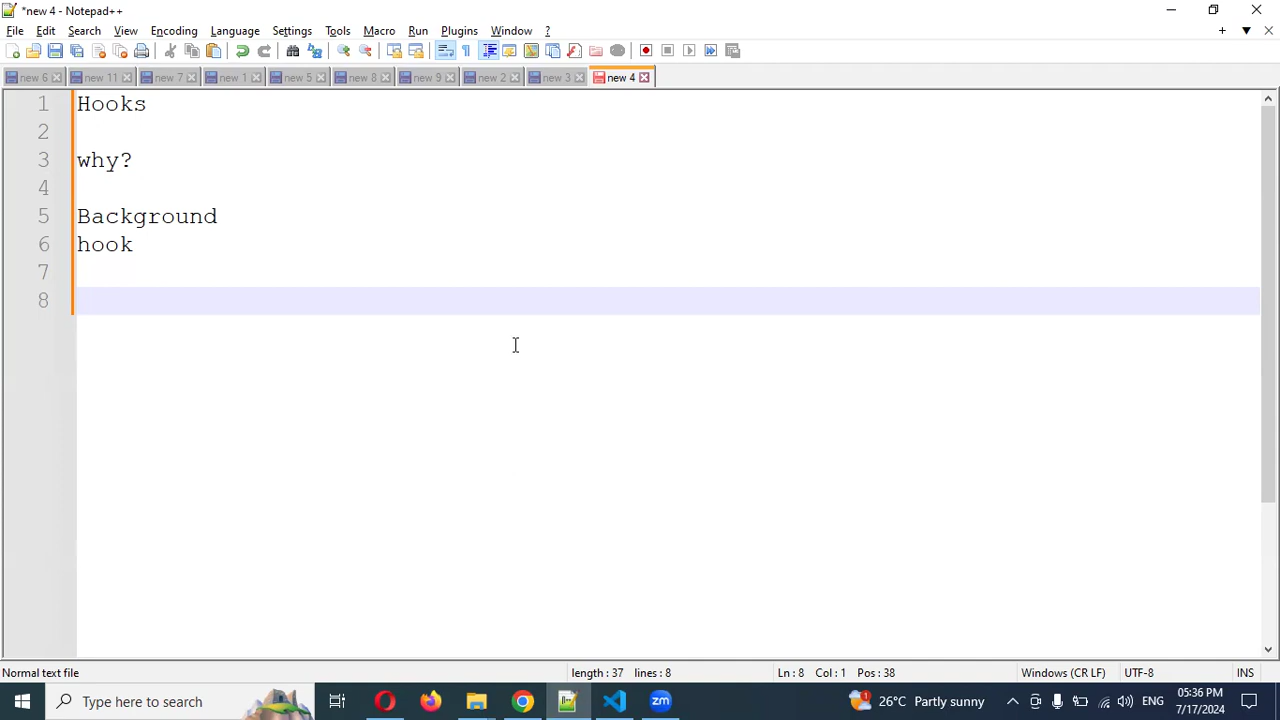 *new 4 - Notepad++
File Edit Search View Encoding Language Settings Tools Macro Run Plugins Window ?
new 6 new 11 new 7 new 1 new 5 new 8 new 9 new 2 new 3 new 4
1 Hooks
2
3 why?
4
5 Background
6 hook
7
8
Normal text file length : 37 lines : 8 Ln : 8 Col : 1 Pos : 38 Windows (CR LF) UTF-8 INS
Type here to search zm 26°C Partly sunny ENG 05:36 PM
7/17/2024